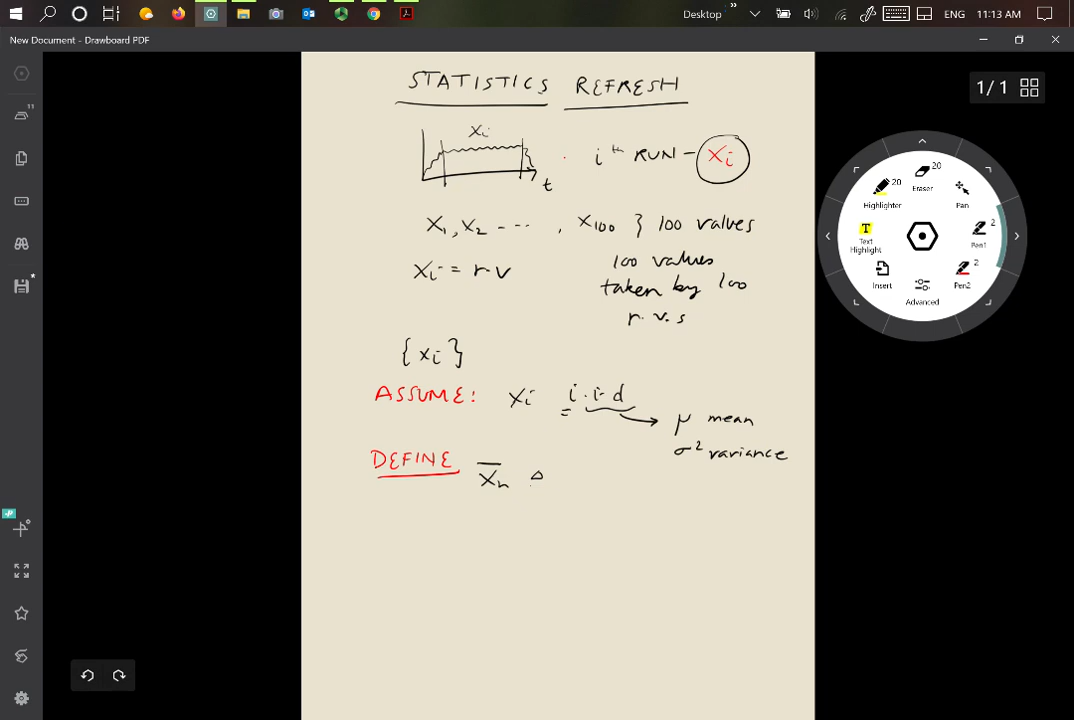 Desktop
ENG
11:13 AM
New Document - Drawboard PDF
STATISTICS REFRESH
1/1
Xi
t
i th RUN - Xi
20
Eraser
20
Highlighter
Pan
Text
Highlight
2
Pen1
Insert
2
Pen2
Advanced
X1, X2 - ... , X100 } 100 values
Xi = r.v
100 values
taken by 100
r.v.s
{ Xi }
ASSUME: Xi i.i.d
μ mean
σ² variance
DEFINE X̄n △